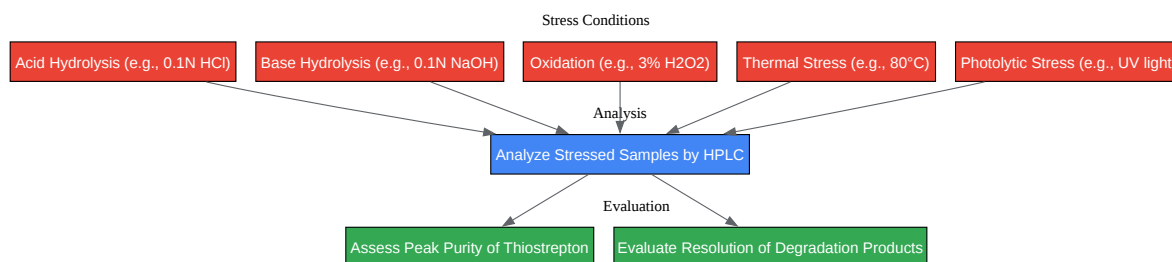 Stress Conditions
Acid Hydrolysis (e.g., 0.1N HCl)
Base Hydrolysis (e.g., 0.1N NaOH)
Oxidation (e.g., 3% H2O2)
Thermal Stress (e.g., 80°C)
Photolytic Stress (e.g., UV light
Analysis
Analyze Stressed Samples by HPLC
Evaluation
Assess Peak Purity of Thiostrepton
Evaluate Resolution of Degradation Products